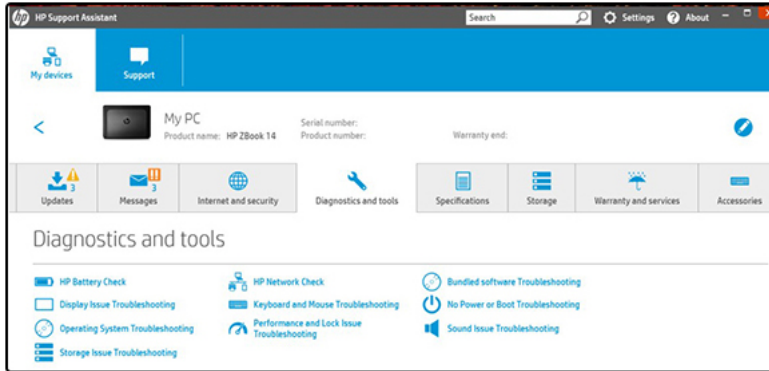 hp HP Support Assistant Search Settings About
My devices Support
My PC
Product name: HP ZBook 14
Serial number:
Product number:
Warranty end:
3 3
Updates Messages Internet and security Diagnostics and tools Specifications Storage Warranty and services Accessories
Diagnostics and tools
HP Battery Check HP Network Check Bundled software Troubleshooting
Display Issue Troubleshooting Keyboard and Mouse Troubleshooting No Power or Boot Troubleshooting
Operating System Troubleshooting Performance and Lock Issue Sound Issue Troubleshooting
Troubleshooting
Storage Issue Troubleshooting